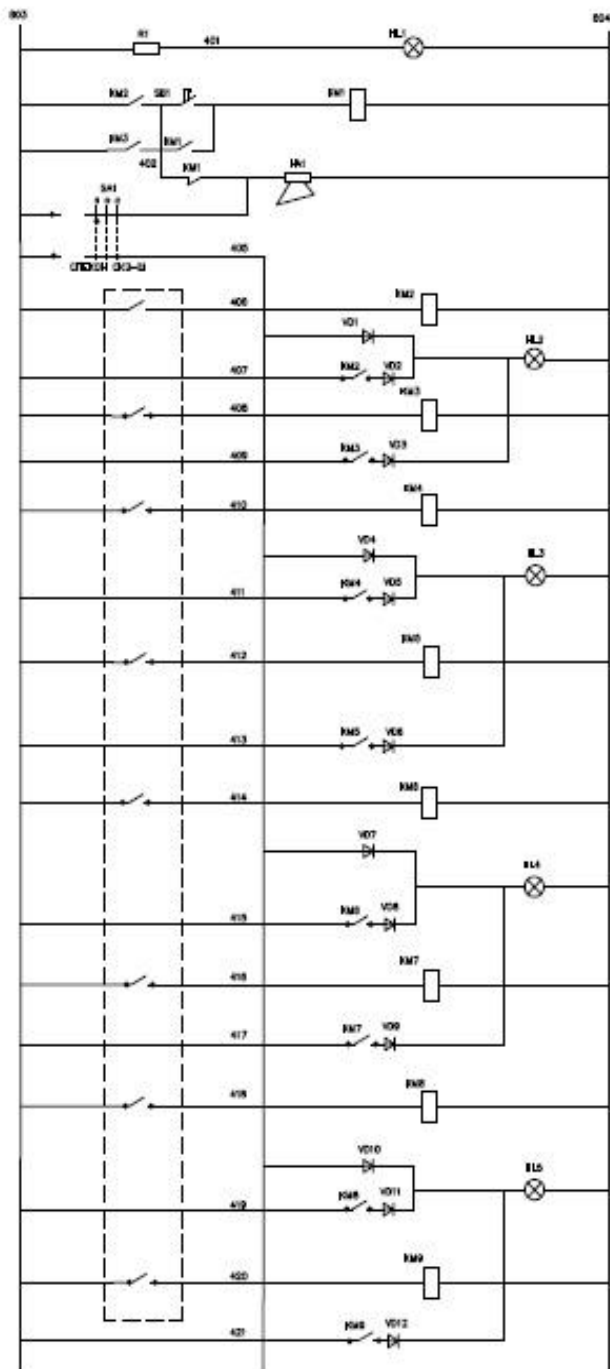 803
804
R1
401
HL1
KM2
SB1
KM1
KM3
KM1
402
KM1
HA1
SA1
405
СПЕКОН СК3-Ш
406
KM2
VD1
HL2
407
KM2
VD2
KM3
408
409
KM3
VD3
410
KM4
VD4
HL3
411
KM4
VD5
412
413
KM5
VD6
414
KM6
VD7
HL4
415
VD8
416
KM7
417
KM7
VD9
418
KM8
VD10
HL5
419
KM8
VD11
KM9
420
421
VD12